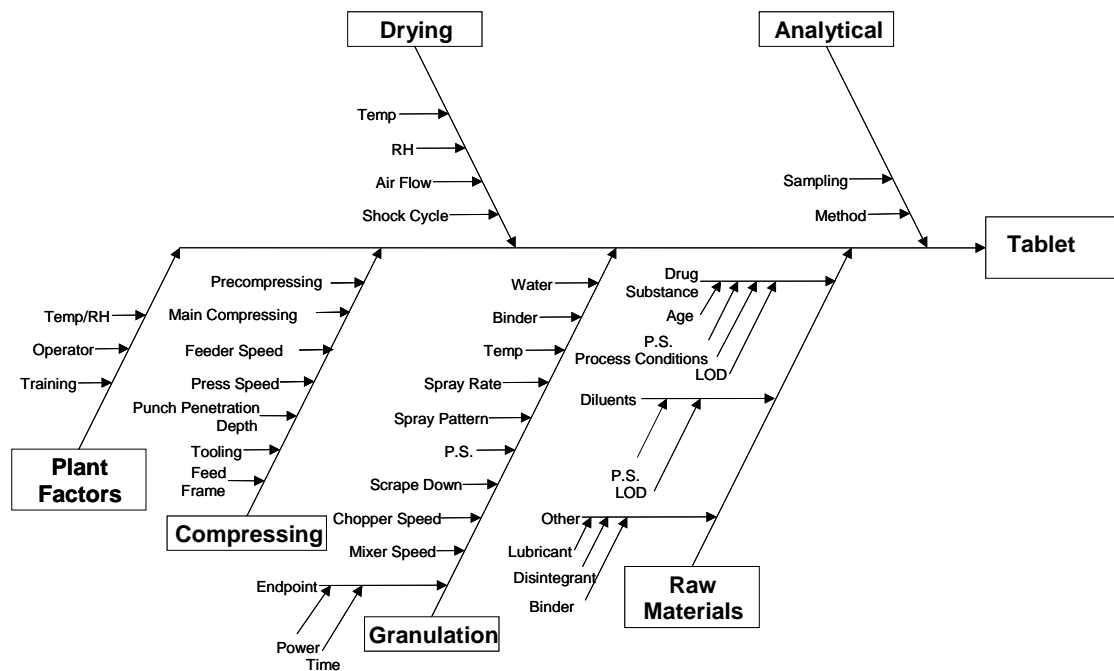 Drying
Analytical
Temp
RH
Air Flow
Shock Cycle
Sampling
Method
Tablet
Precompressing
Main Compressing
Feeder Speed
Press Speed
Punch Penetration
Depth
Tooling
Feed
Frame
Temp/RH
Operator
Training
Plant
Factors
Compressing
Water
Binder
Temp
Spray Rate
Spray Pattern
P.S.
Scrape Down
Chopper Speed
Mixer Speed
Endpoint
Power
Time
Granulation
Drug
Substance
Age
P.S.
Process Conditions
LOD
Diluents
P.S.
LOD
Other
Lubricant
Disintegrant
Binder
Raw
Materials